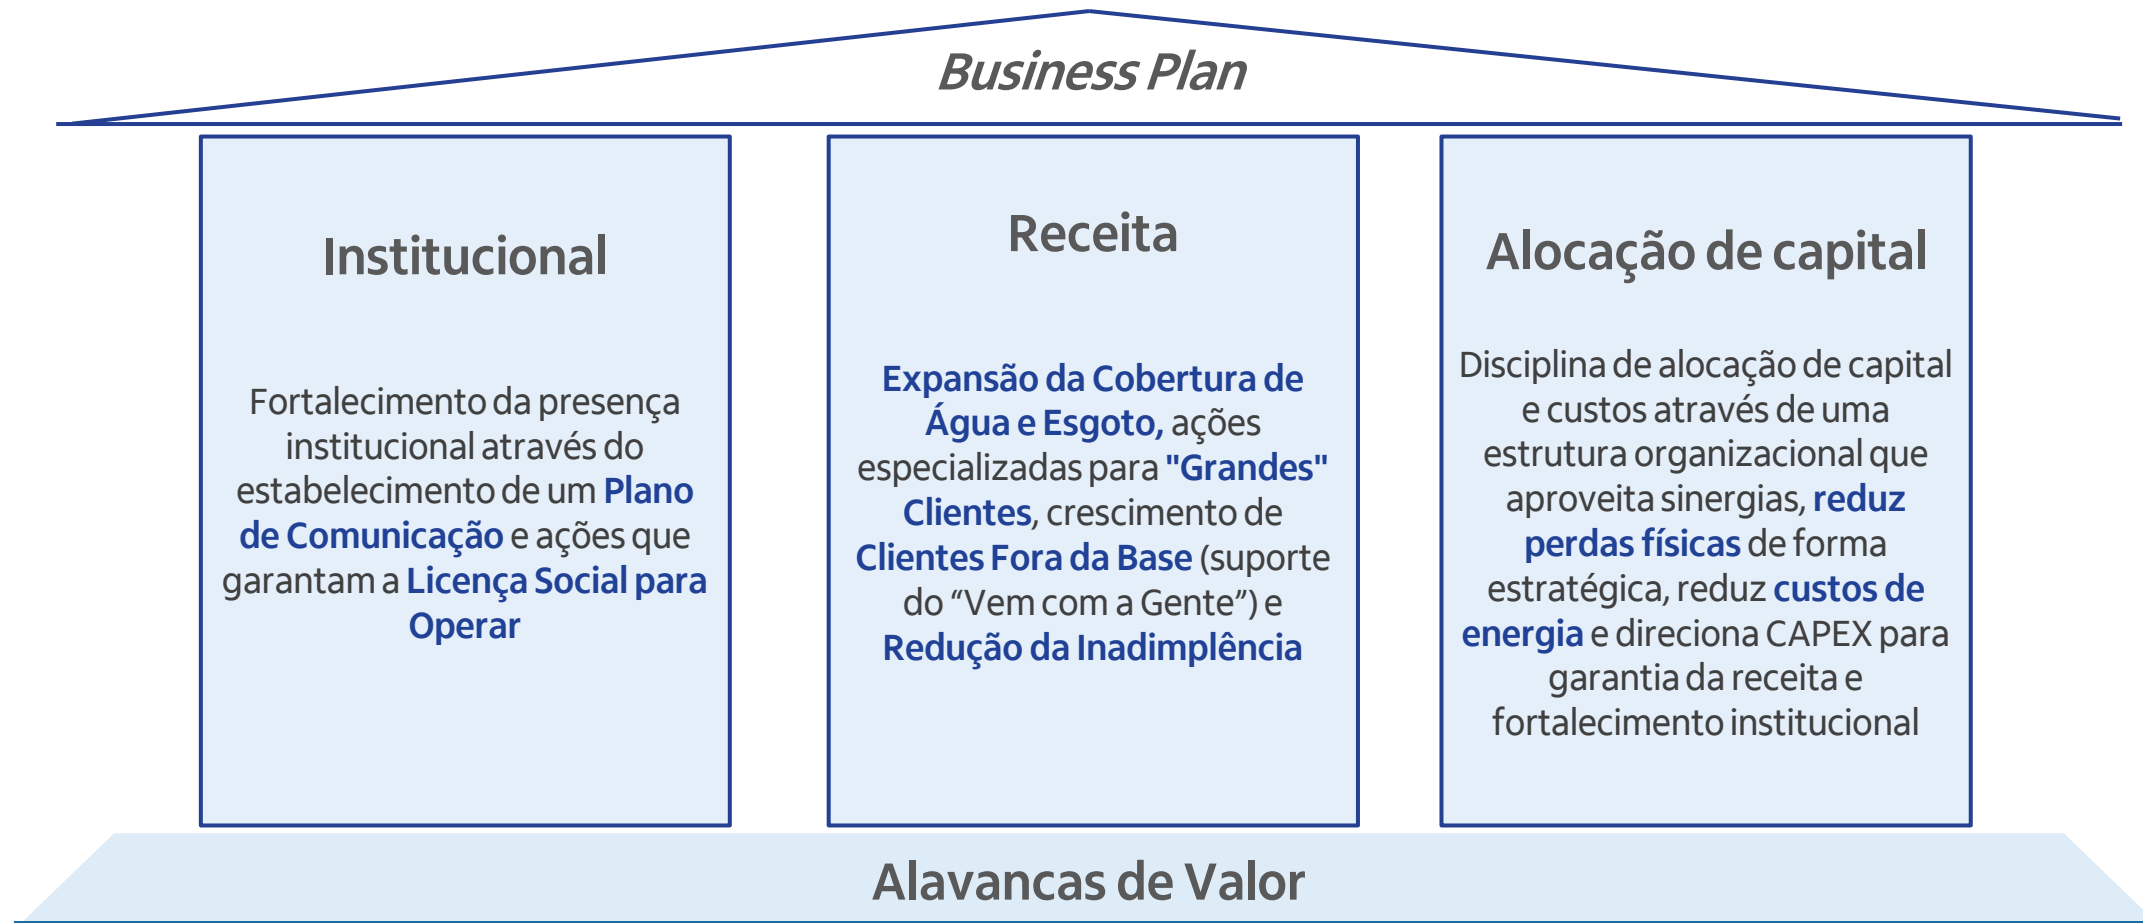 Business Plan
Institucional
Fortalecimento da presença
institucional através do
estabelecimento de um Plano
de Comunicação e ações que
garantam a Licença Social para
Operar
Receita
Expansão da Cobertura de
Água e Esgoto, ações
especializadas para "Grandes"
Clientes, crescimento de
Clientes Fora da Base (suporte
do “Vem com a Gente”) e
Redução da Inadimplência
Alocação de capital
Disciplina de alocação de capital
e custos através de uma
estrutura organizacional que
aproveita sinergias, reduz
perdas físicas de forma
estratégica, reduz custos de
energia e direciona CAPEX para
garantia da receita e
fortalecimento institucional
Alavancas de Valor